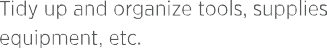 Tidy up and organize tools, supplies
equipment, etc.